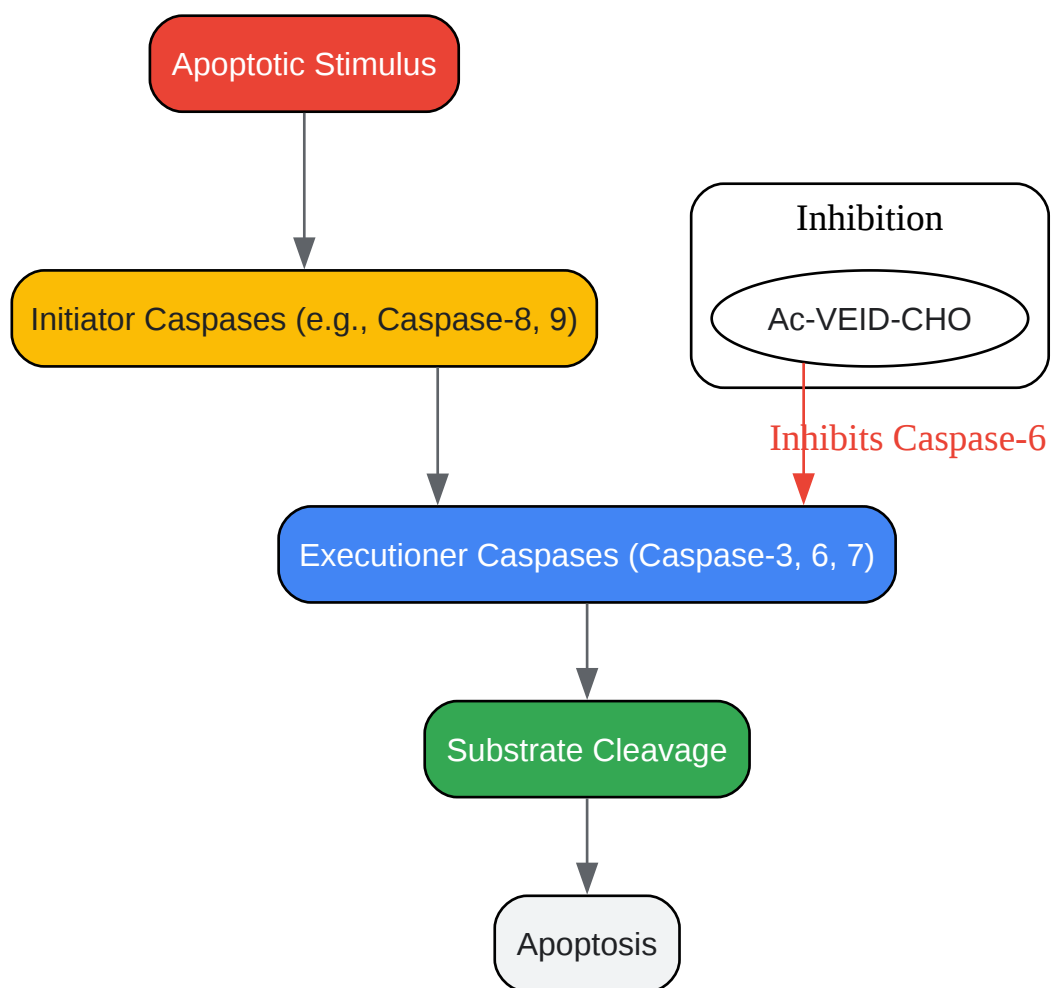 Apoptotic Stimulus
Inhibition
Initiator Caspases (e.g., Caspase-8, 9)
Ac-VEID-CHO
Inhibits Caspase-6
Executioner Caspases (Caspase-3, 6, 7)
Substrate Cleavage
Apoptosis